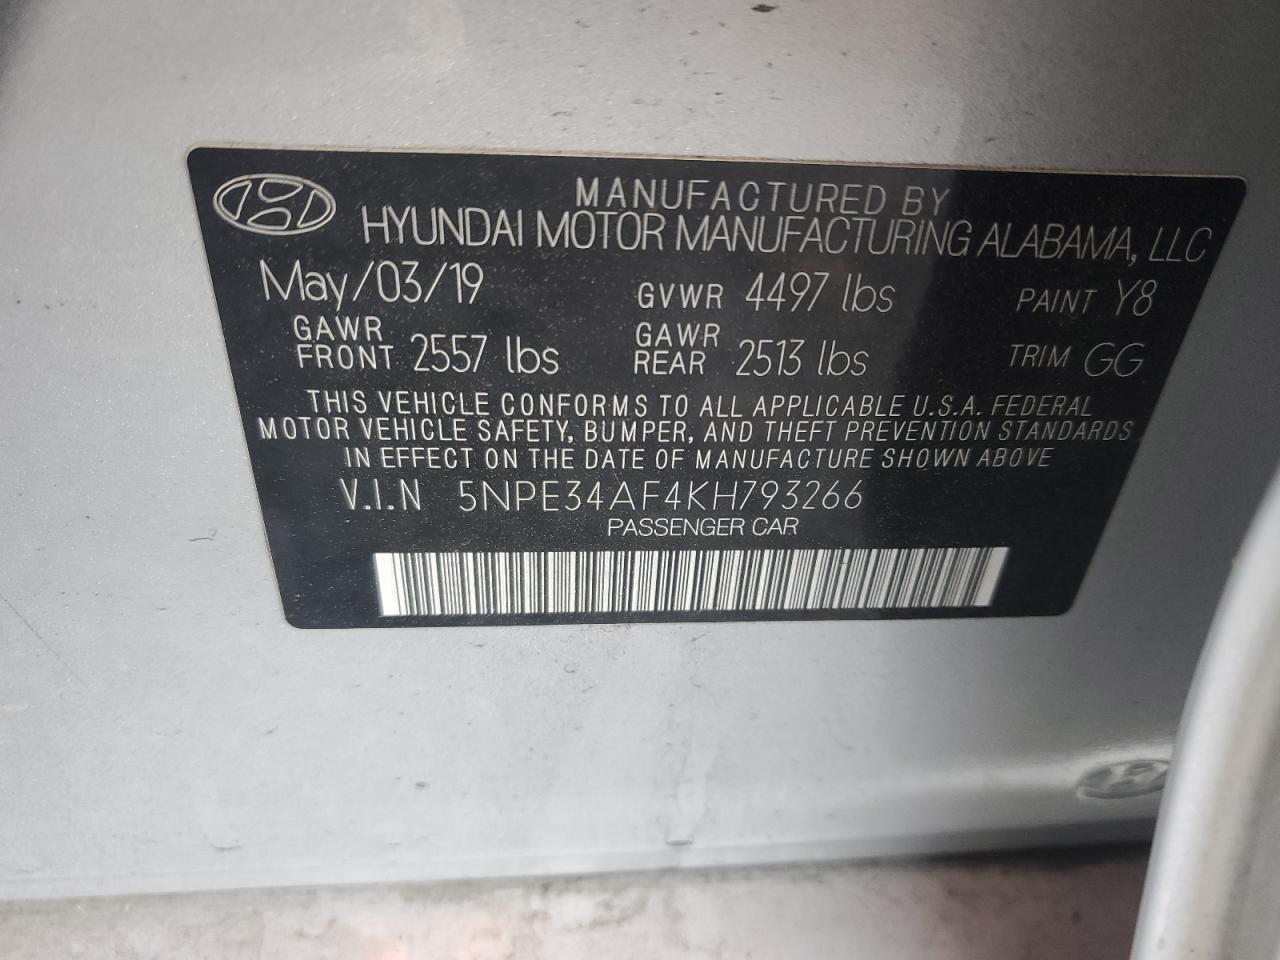 MANUFACTURED BY
HYUNDAI MOTOR MANUFACTURING ALABAMA, LLC
May/03/19 GVWR 4497 lbs PAINT Y8
GAWR FRONT 2557 lbs GAWR REAR 2513 lbs TRIM GG
THIS VEHICLE CONFORMS TO ALL APPLICABLE U.S.A. FEDERAL
MOTOR VEHICLE SAFETY, BUMPER, AND THEFT PREVENTION STANDARDS
IN EFFECT ON THE DATE OF MANUFACTURE SHOWN ABOVE
V.I.N 5NPE34AF4KH793266
PASSENGER CAR